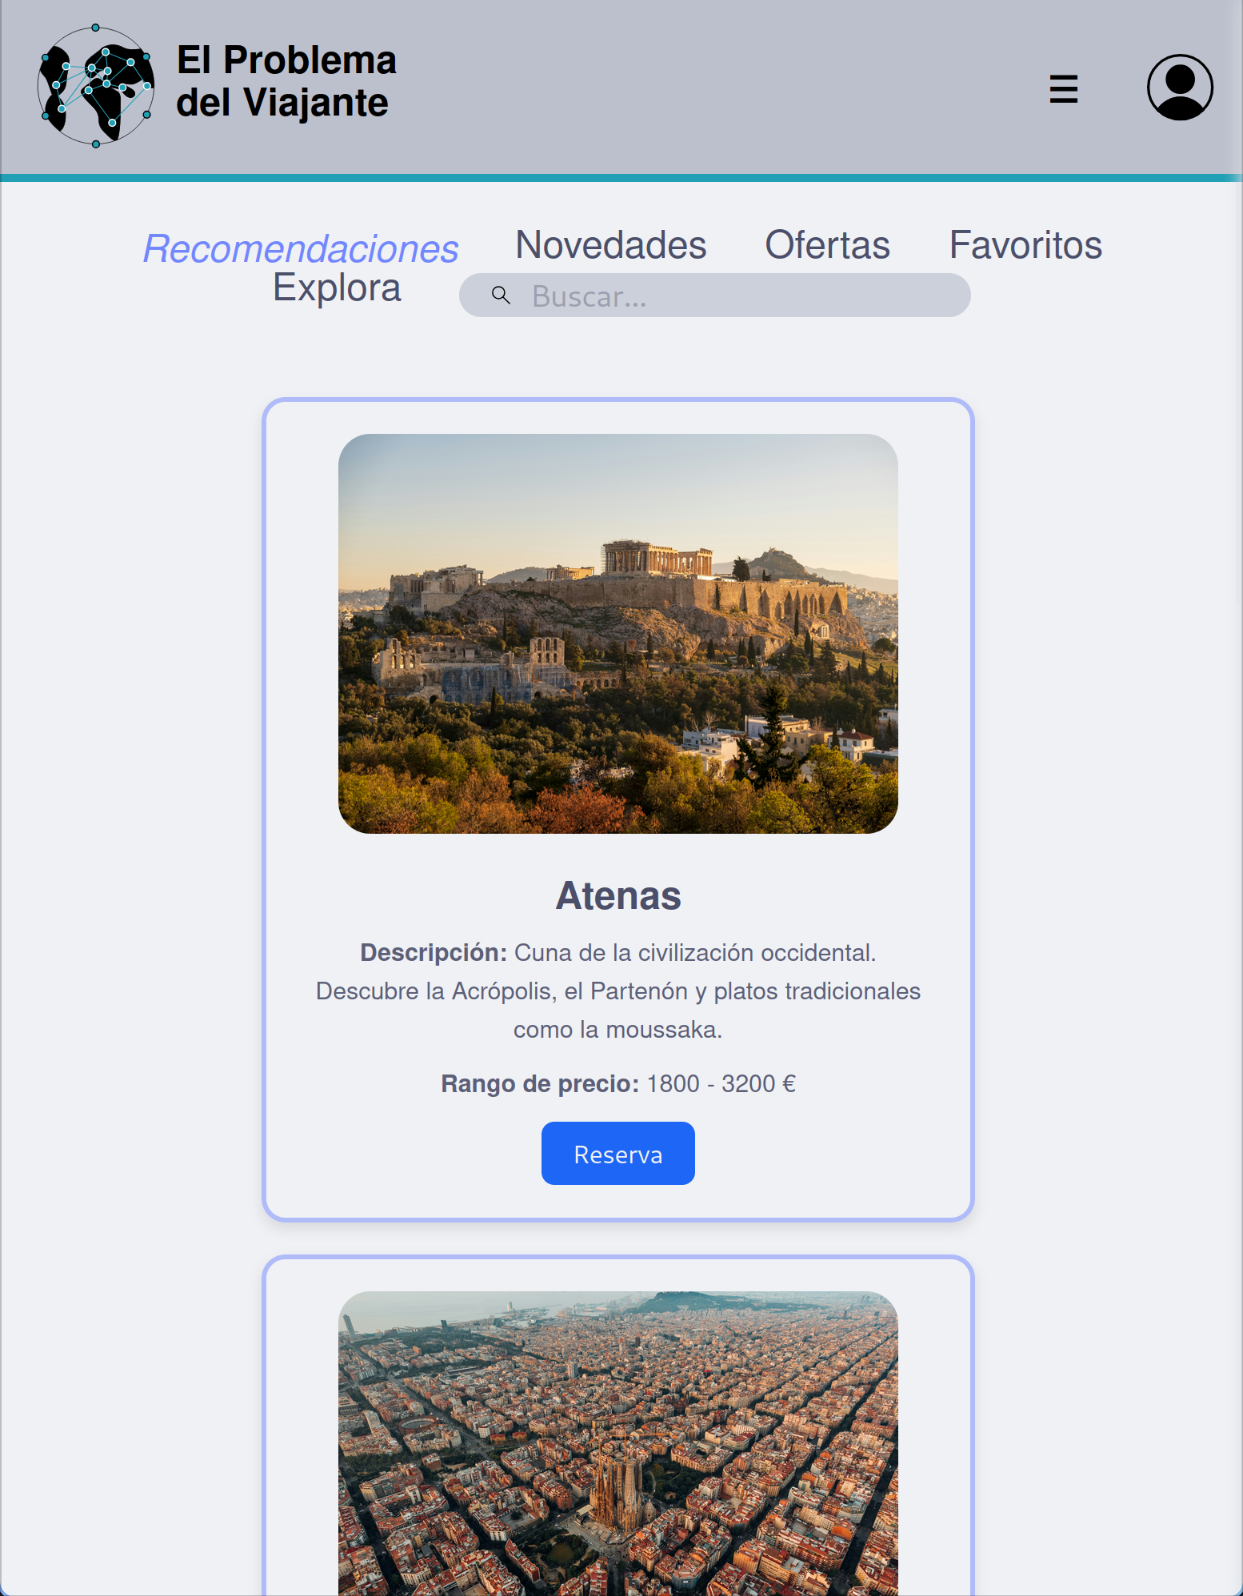 El Problema
del Viajante
Recomendaciones Novedades Ofertas Favoritos
Explora Buscar...
Atenas
Descripción: Cuna de la civilización occidental.
Descubre la Acrópolis, el Partenón y platos tradicionales
como la moussaka.
Rango de precio: 1800 - 3200 €
Reserva